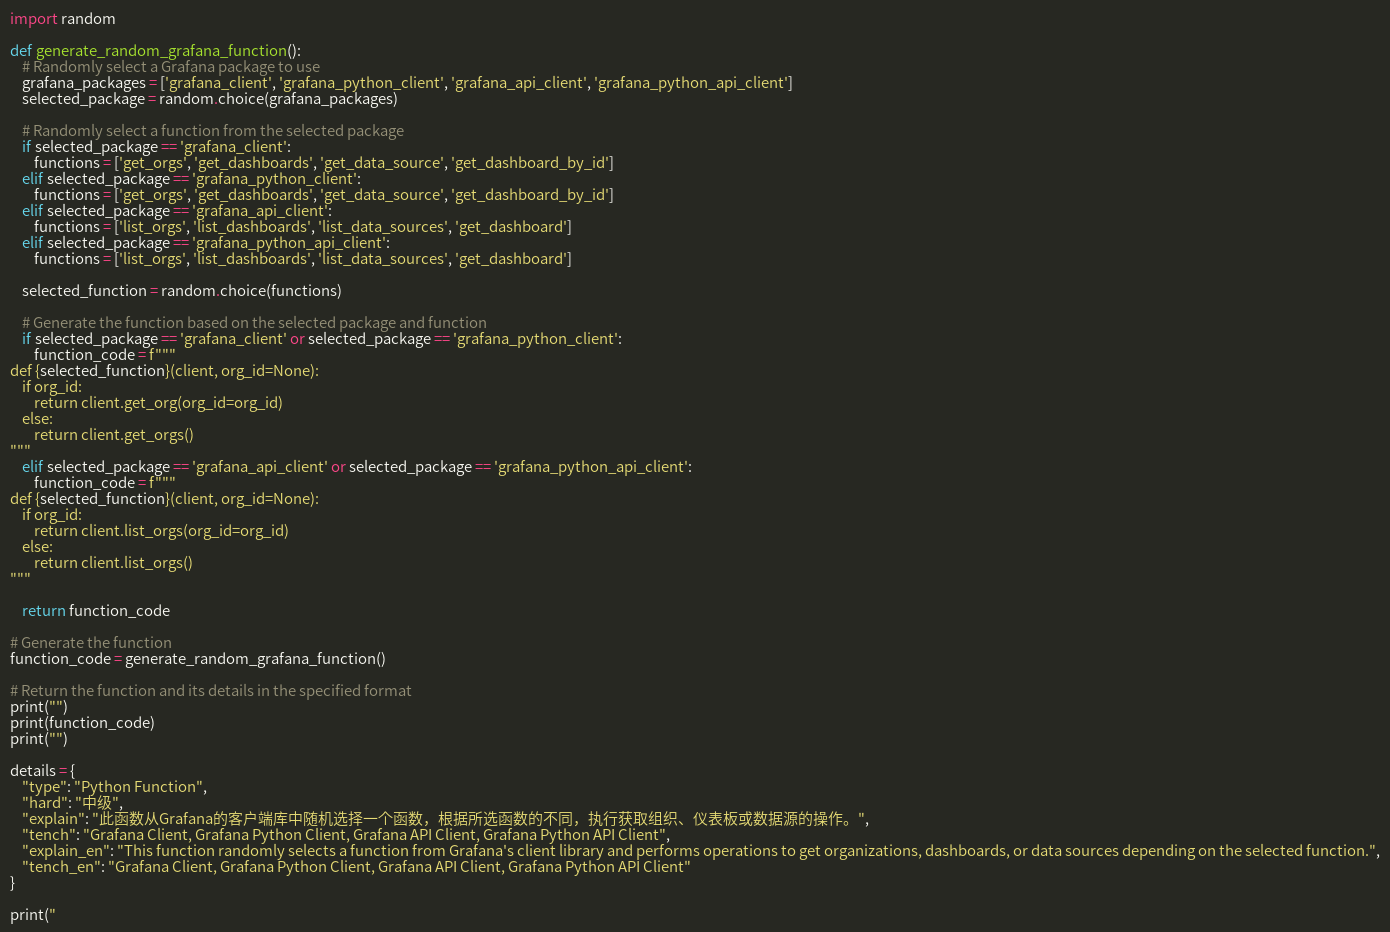 import random

def generate_random_grafana_function():
    # Randomly select a Grafana package to use
    grafana_packages = ['grafana_client', 'grafana_python_client', 'grafana_api_client', 'grafana_python_api_client']
    selected_package = random.choice(grafana_packages)

    # Randomly select a function from the selected package
    if selected_package == 'grafana_client':
        functions = ['get_orgs', 'get_dashboards', 'get_data_source', 'get_dashboard_by_id']
    elif selected_package == 'grafana_python_client':
        functions = ['get_orgs', 'get_dashboards', 'get_data_source', 'get_dashboard_by_id']
    elif selected_package == 'grafana_api_client':
        functions = ['list_orgs', 'list_dashboards', 'list_data_sources', 'get_dashboard']
    elif selected_package == 'grafana_python_api_client':
        functions = ['list_orgs', 'list_dashboards', 'list_data_sources', 'get_dashboard']

    selected_function = random.choice(functions)

    # Generate the function based on the selected package and function
    if selected_package == 'grafana_client' or selected_package == 'grafana_python_client':
        function_code = f"""
def {selected_function}(client, org_id=None):
    if org_id:
        return client.get_org(org_id=org_id)
    else:
        return client.get_orgs()
"""
    elif selected_package == 'grafana_api_client' or selected_package == 'grafana_python_api_client':
        function_code = f"""
def {selected_function}(client, org_id=None):
    if org_id:
        return client.list_orgs(org_id=org_id)
    else:
        return client.list_orgs()
"""

    return function_code

# Generate the function
function_code = generate_random_grafana_function()

# Return the function and its details in the specified format
print("")
print(function_code)
print("")

details = {
    "type": "Python Function",
    "hard": "中级",
    "explain": "此函数从Grafana的客户端库中随机选择一个函数，根据所选函数的不同，执行获取组织、仪表板或数据源的操作。",
    "tench": "Grafana Client, Grafana Python Client, Grafana API Client, Grafana Python API Client",
    "explain_en": "This function randomly selects a function from Grafana's client library and performs operations to get organizations, dashboards, or data sources depending on the selected function.",
    "tench_en": "Grafana Client, Grafana Python Client, Grafana API Client, Grafana Python API Client"
}

print("